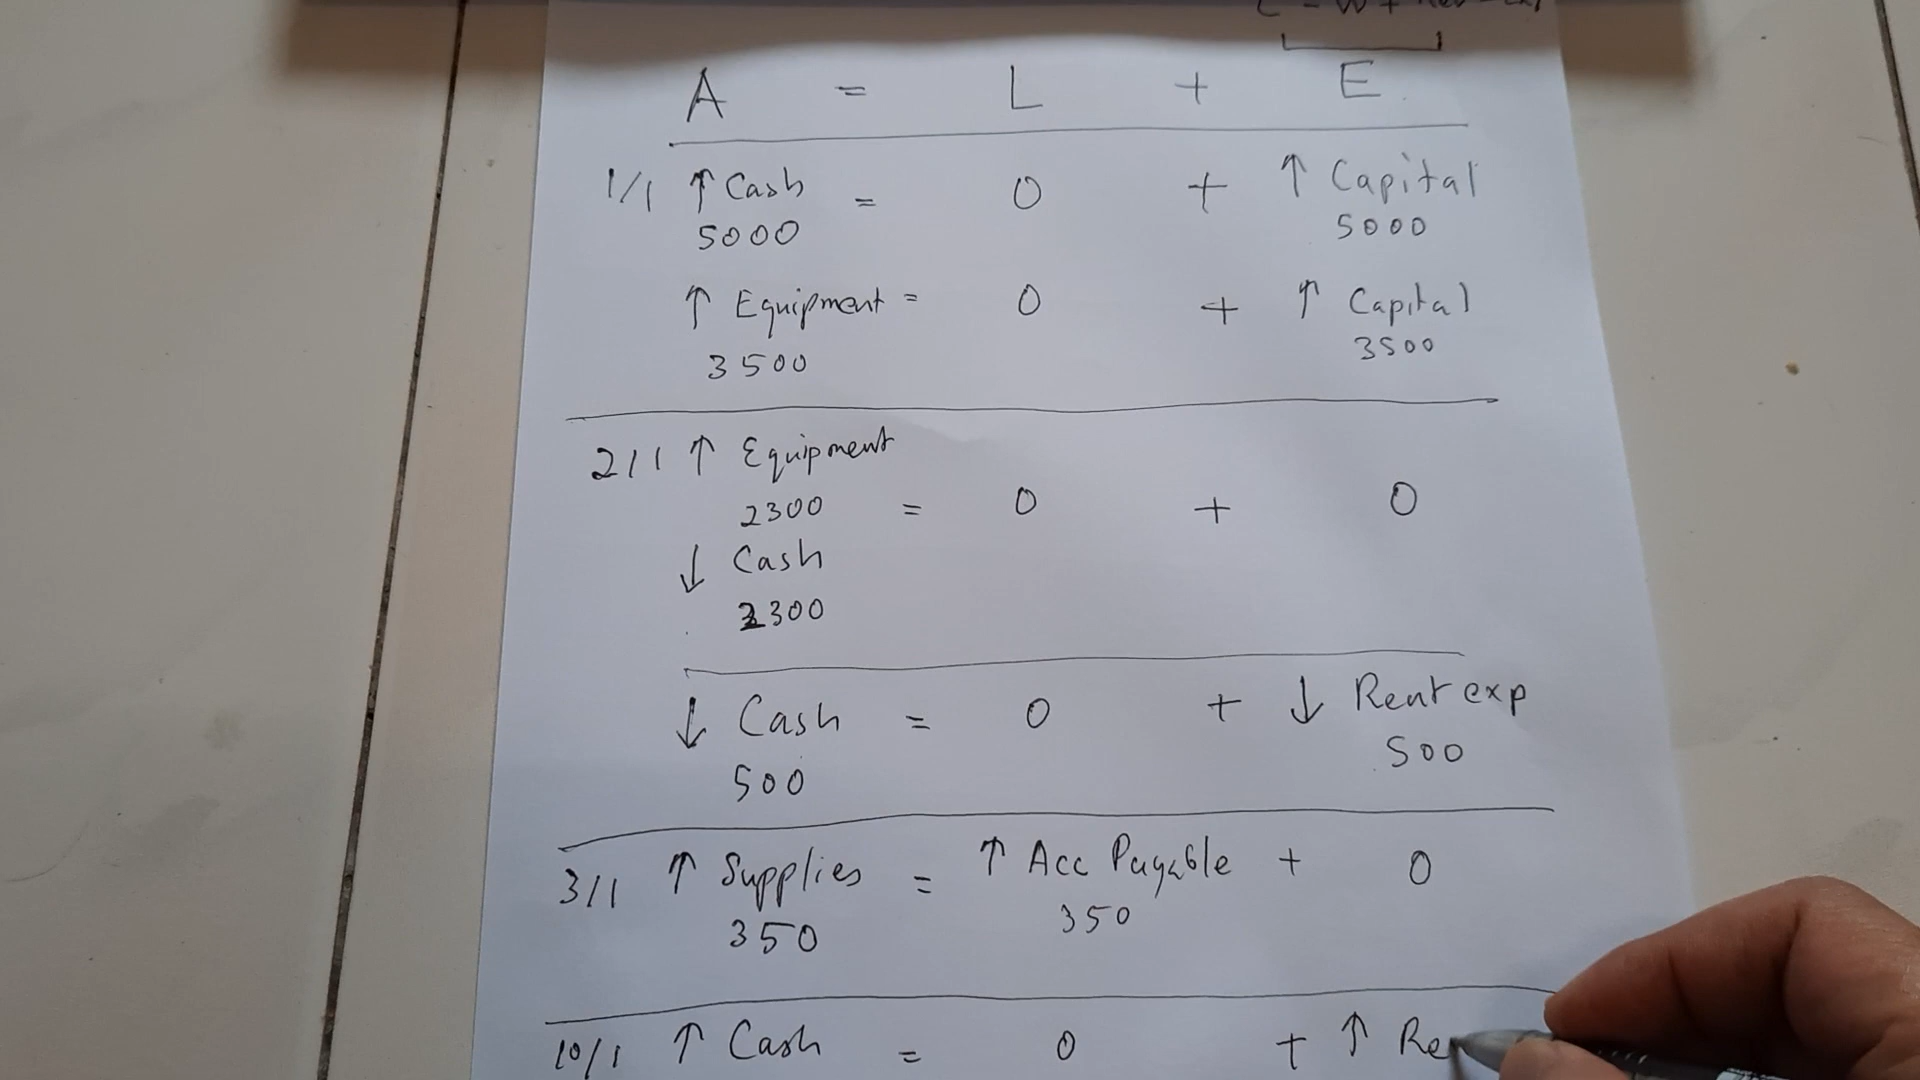 A = L + E
1/1 ↑ Cash = 0 + ↑ Capital
5000 5000
↑ Equipment = 0 + ↑ Capital
3500 3500
2/1 ↑ Equipment
2300 = 0 + 0
↓ Cash
2300
↓ Cash = 0 + ↓ Rent exp
500 500
3/1 ↑ Supplies = ↑ Acc Payable + 0
350 350
10/1 ↑ Cash = 0 + ↑ Re